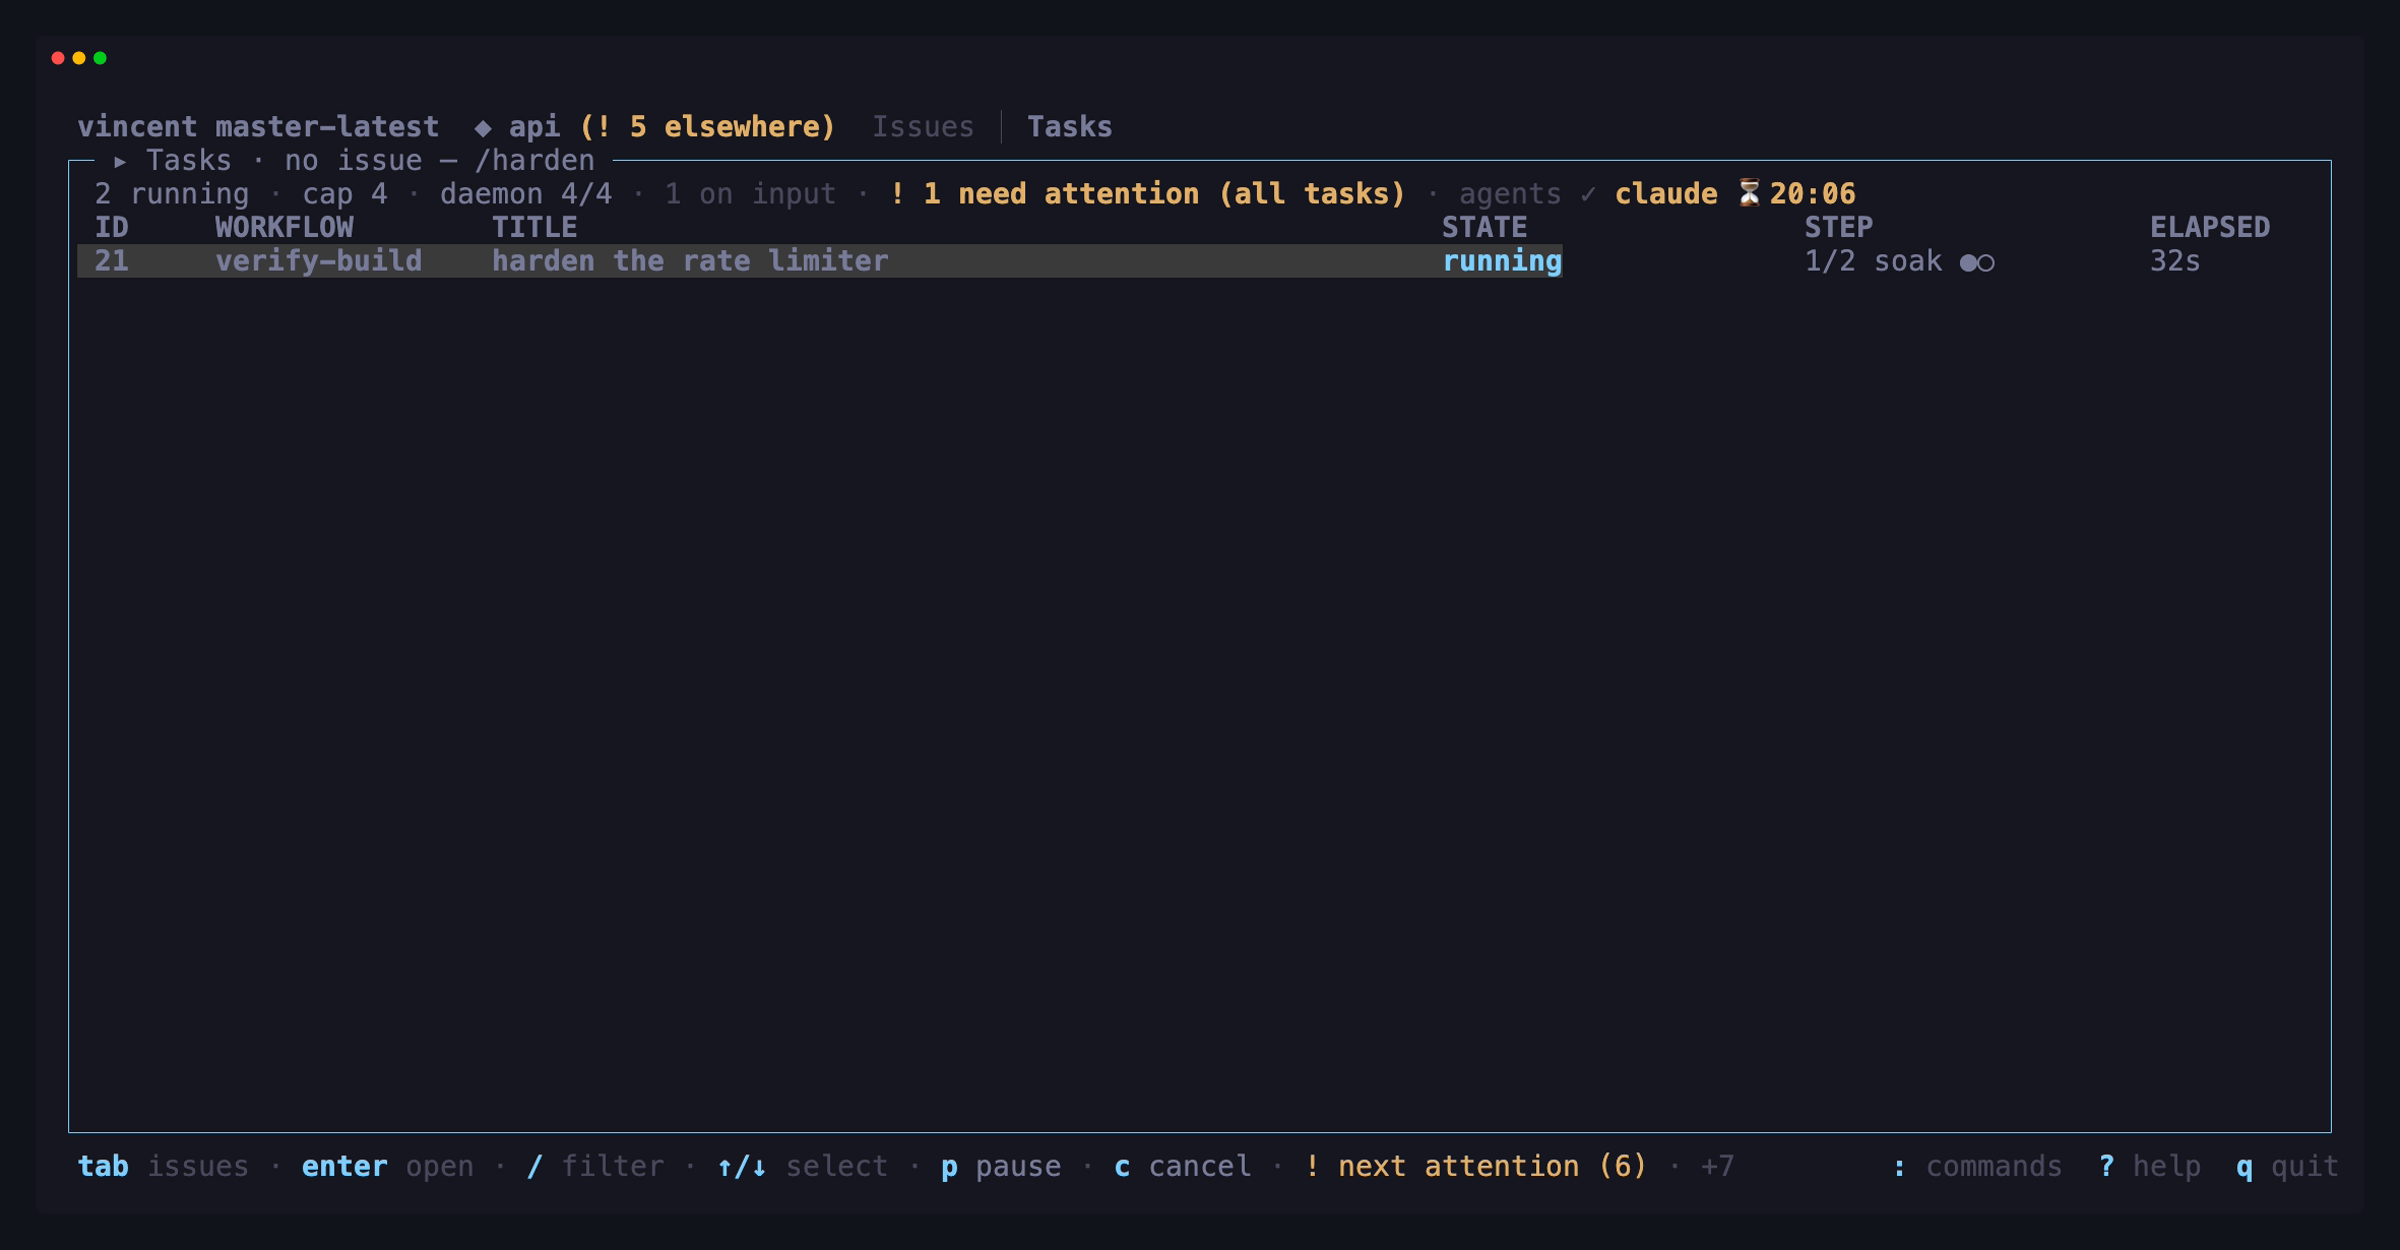 vincent master-latest ◆ api (! 5 elsewhere) Issues │ Tasks
▸ Tasks · no issue — /harden
2 running · cap 4 · daemon 4/4 · 1 on input · ! 1 need attention (all tasks) · agents ✓ claude ⏳20:06
ID WORKFLOW TITLE STATE STEP ELAPSED
21 verify-build harden the rate limiter running 1/2 soak ●○ 32s
tab issues · enter open · / filter · ↑/↓ select · p pause · c cancel · ! next attention (6) · +7 : commands ? help q quit